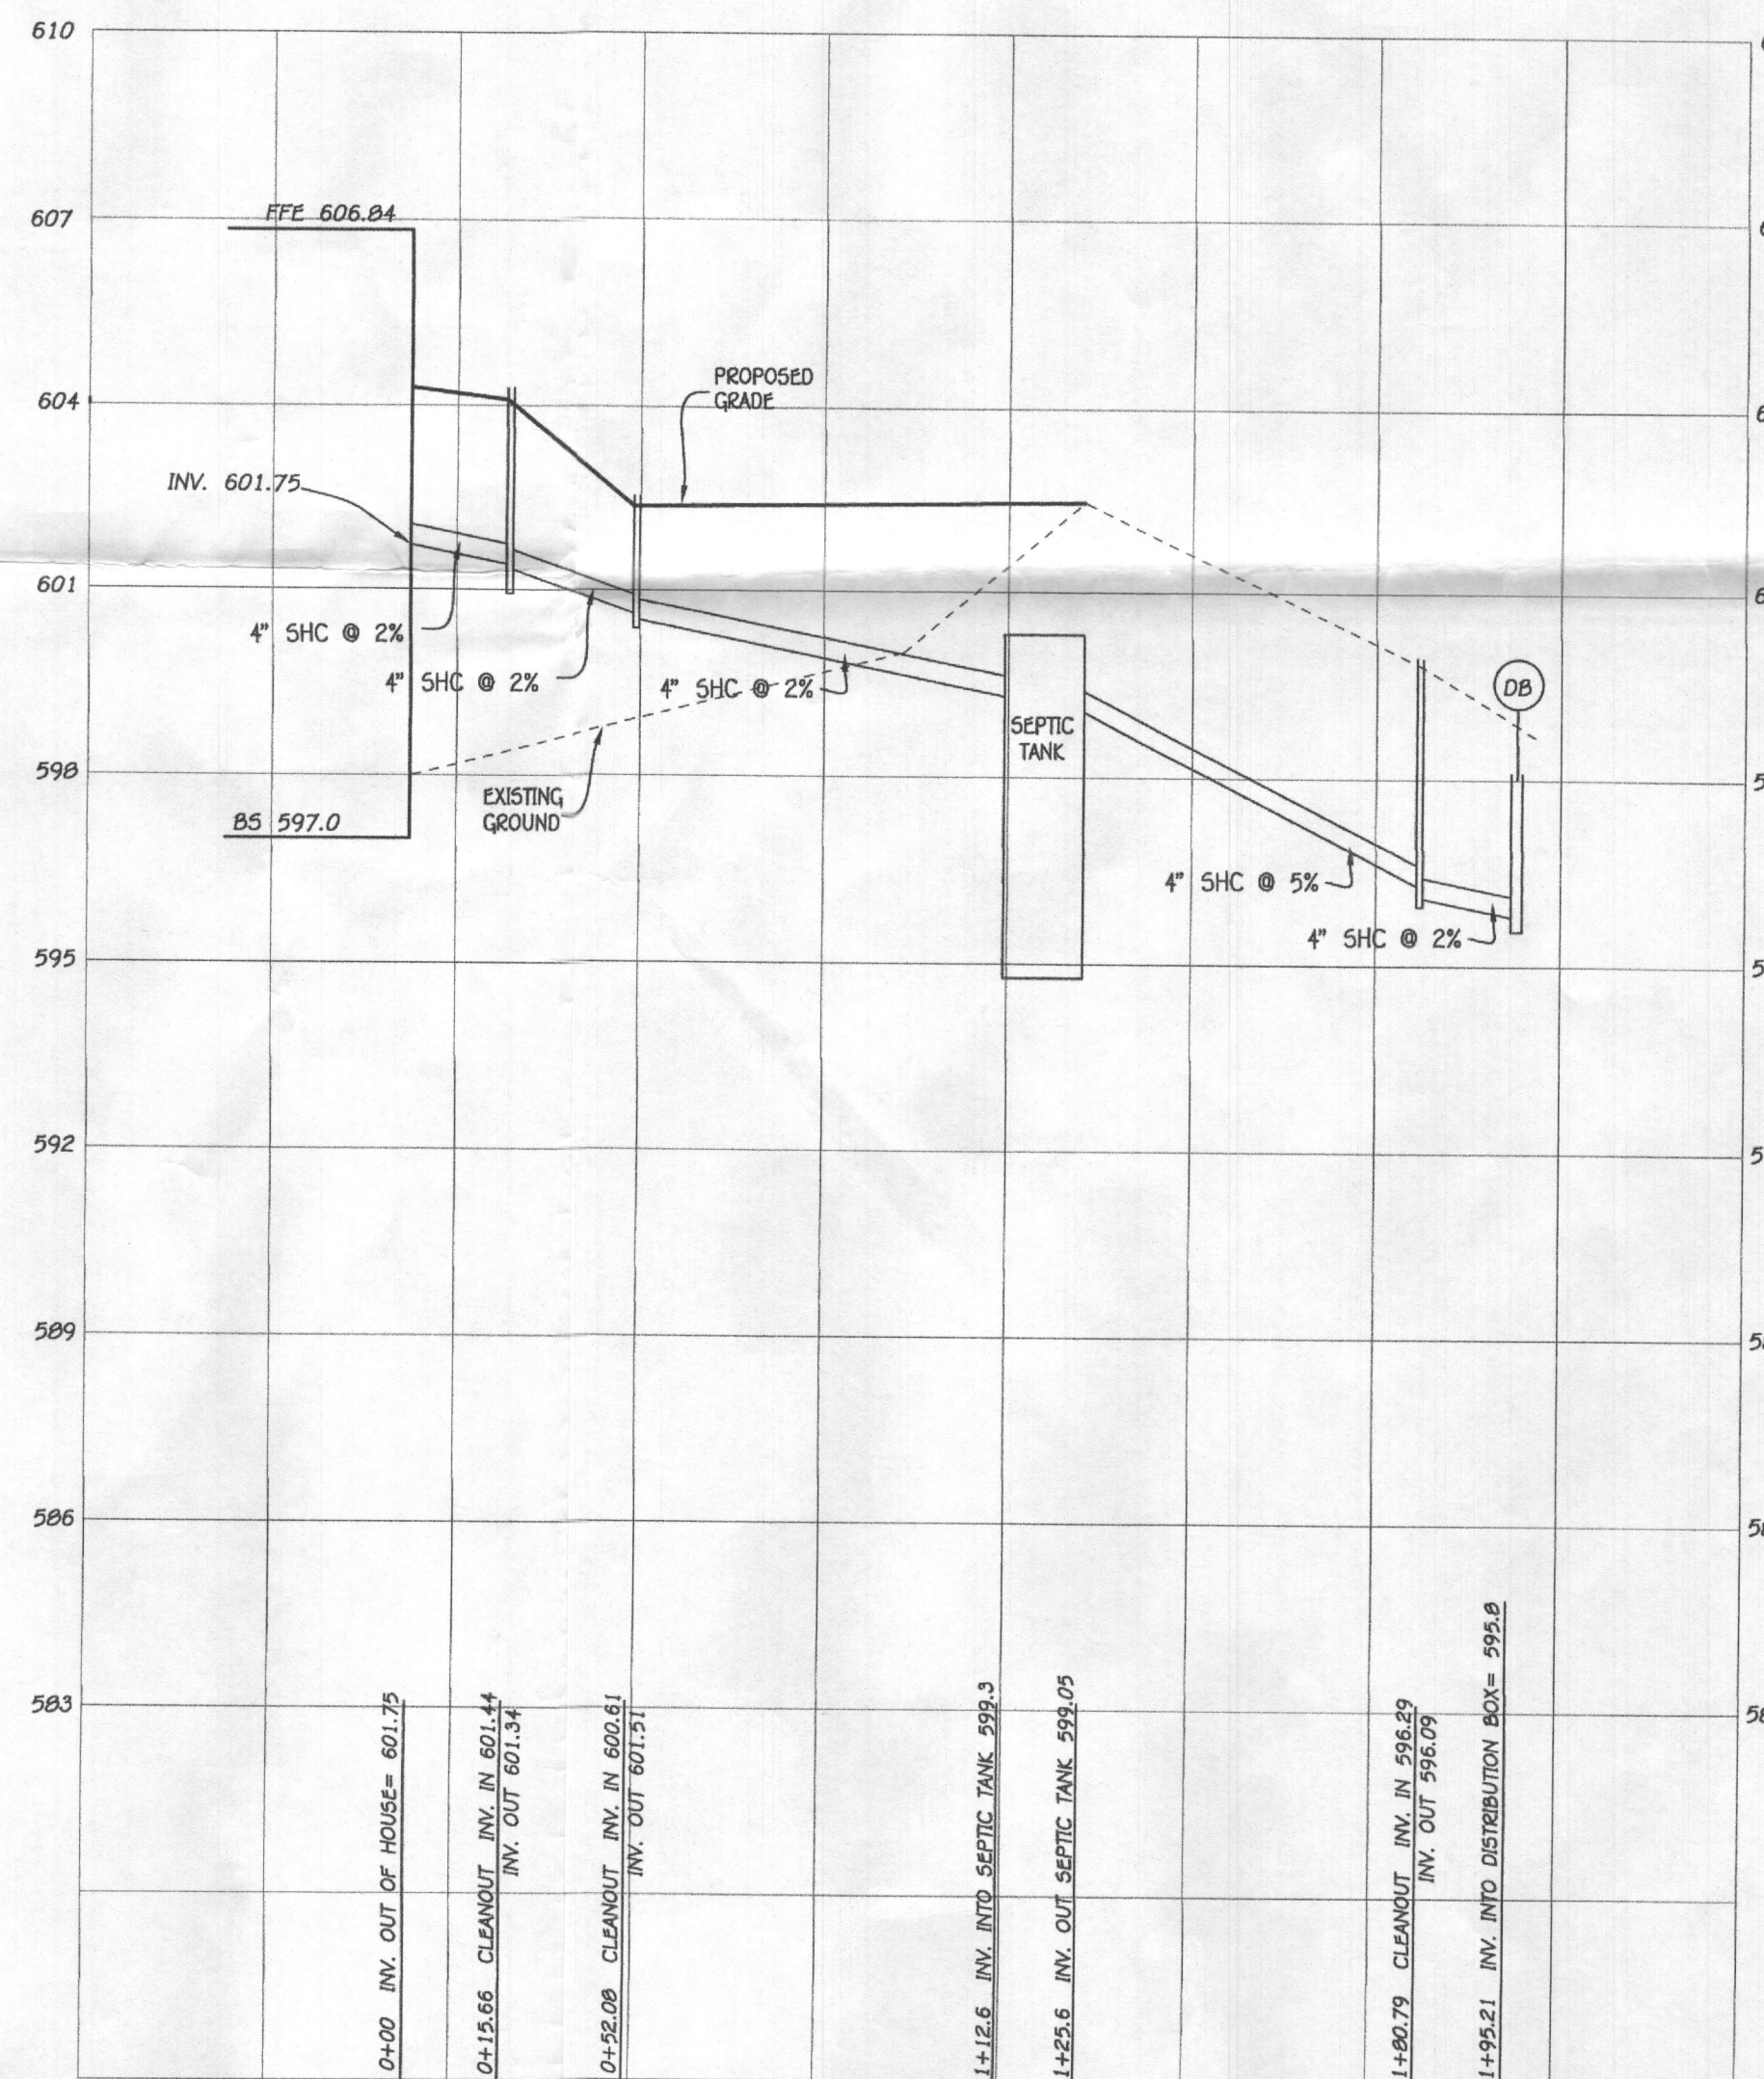 610
607
FFE 606.84
604
PROPOSED
GRADE
INV. 601.75
601
4" SHC @ 2%
4" SHC @ 2%
4" SHC @ 2%
DB
SEPTIC
TANK
598
EXISTING
GROUND
BS 597.0
4" SHC @ 5%
4" SHC @ 2%
595
592
589
586
583
0+00 INV. OUT OF HOUSE= 601.75
0+15.66 CLEANOUT INV. IN 601.44
INV. OUT 601.34
0+52.08 CLEANOUT INV. IN 600.61
INV. OUT 601.51
1+12.6 INV. INTO SEPTIC TANK 599.3
1+25.6 INV. OUT SEPTIC TANK 599.05
1+80.79 CLEANOUT INV. IN 596.29
INV. OUT 596.09
1+95.21 INV. INTO DISTRIBUTION BOX= 595.8